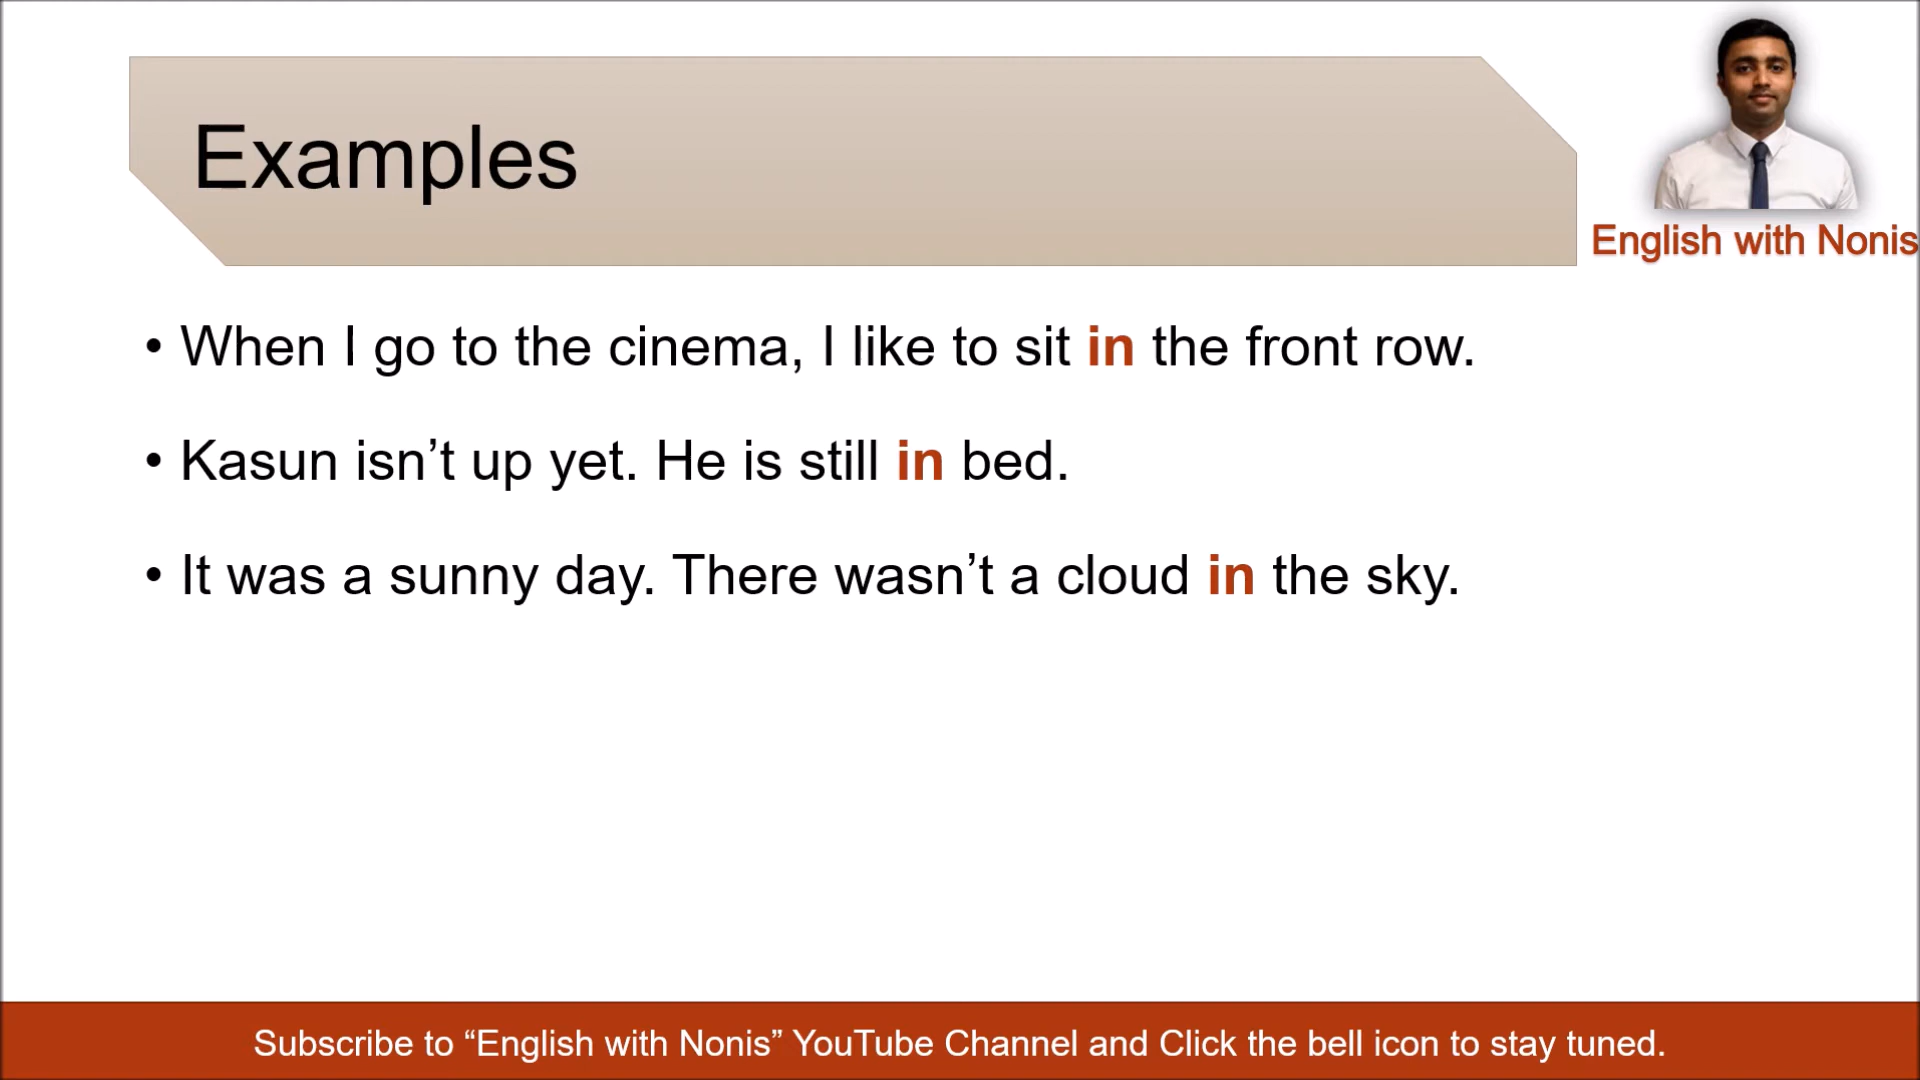 Examples
English with Nonis
• When I go to the cinema, I like to sit in the front row.
• Kasun isn’t up yet. He is still in bed.
• It was a sunny day. There wasn’t a cloud in the sky.
Subscribe to “English with Nonis” YouTube Channel and Click the bell icon to stay tuned.